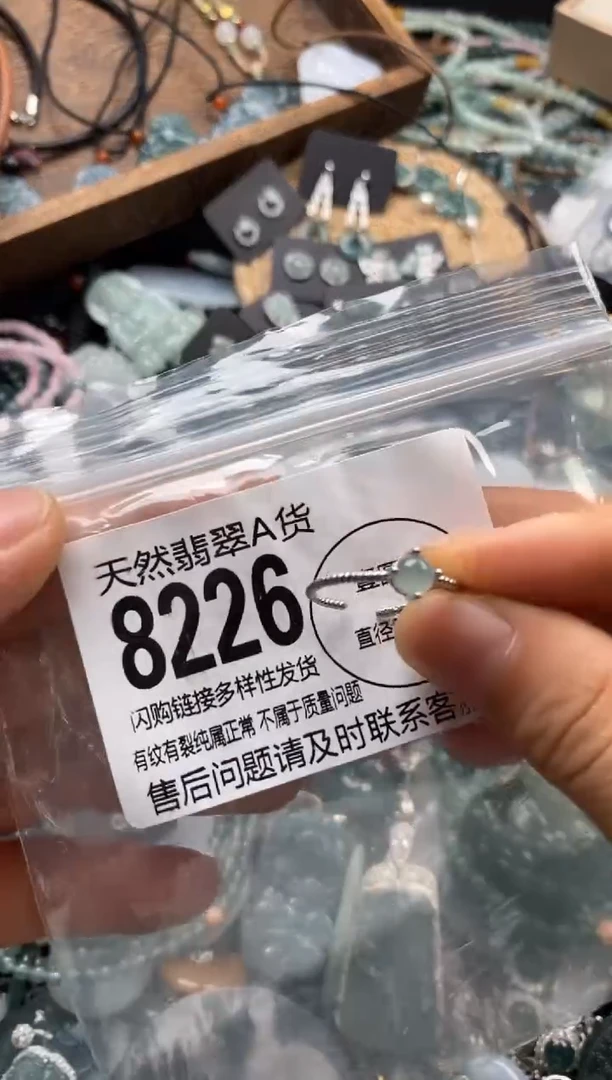 天然翡翠A货
8226
直径
闪购链接多样性发货
有纹有裂纯属正常 不属于质量问题
售后问题请及时联系客